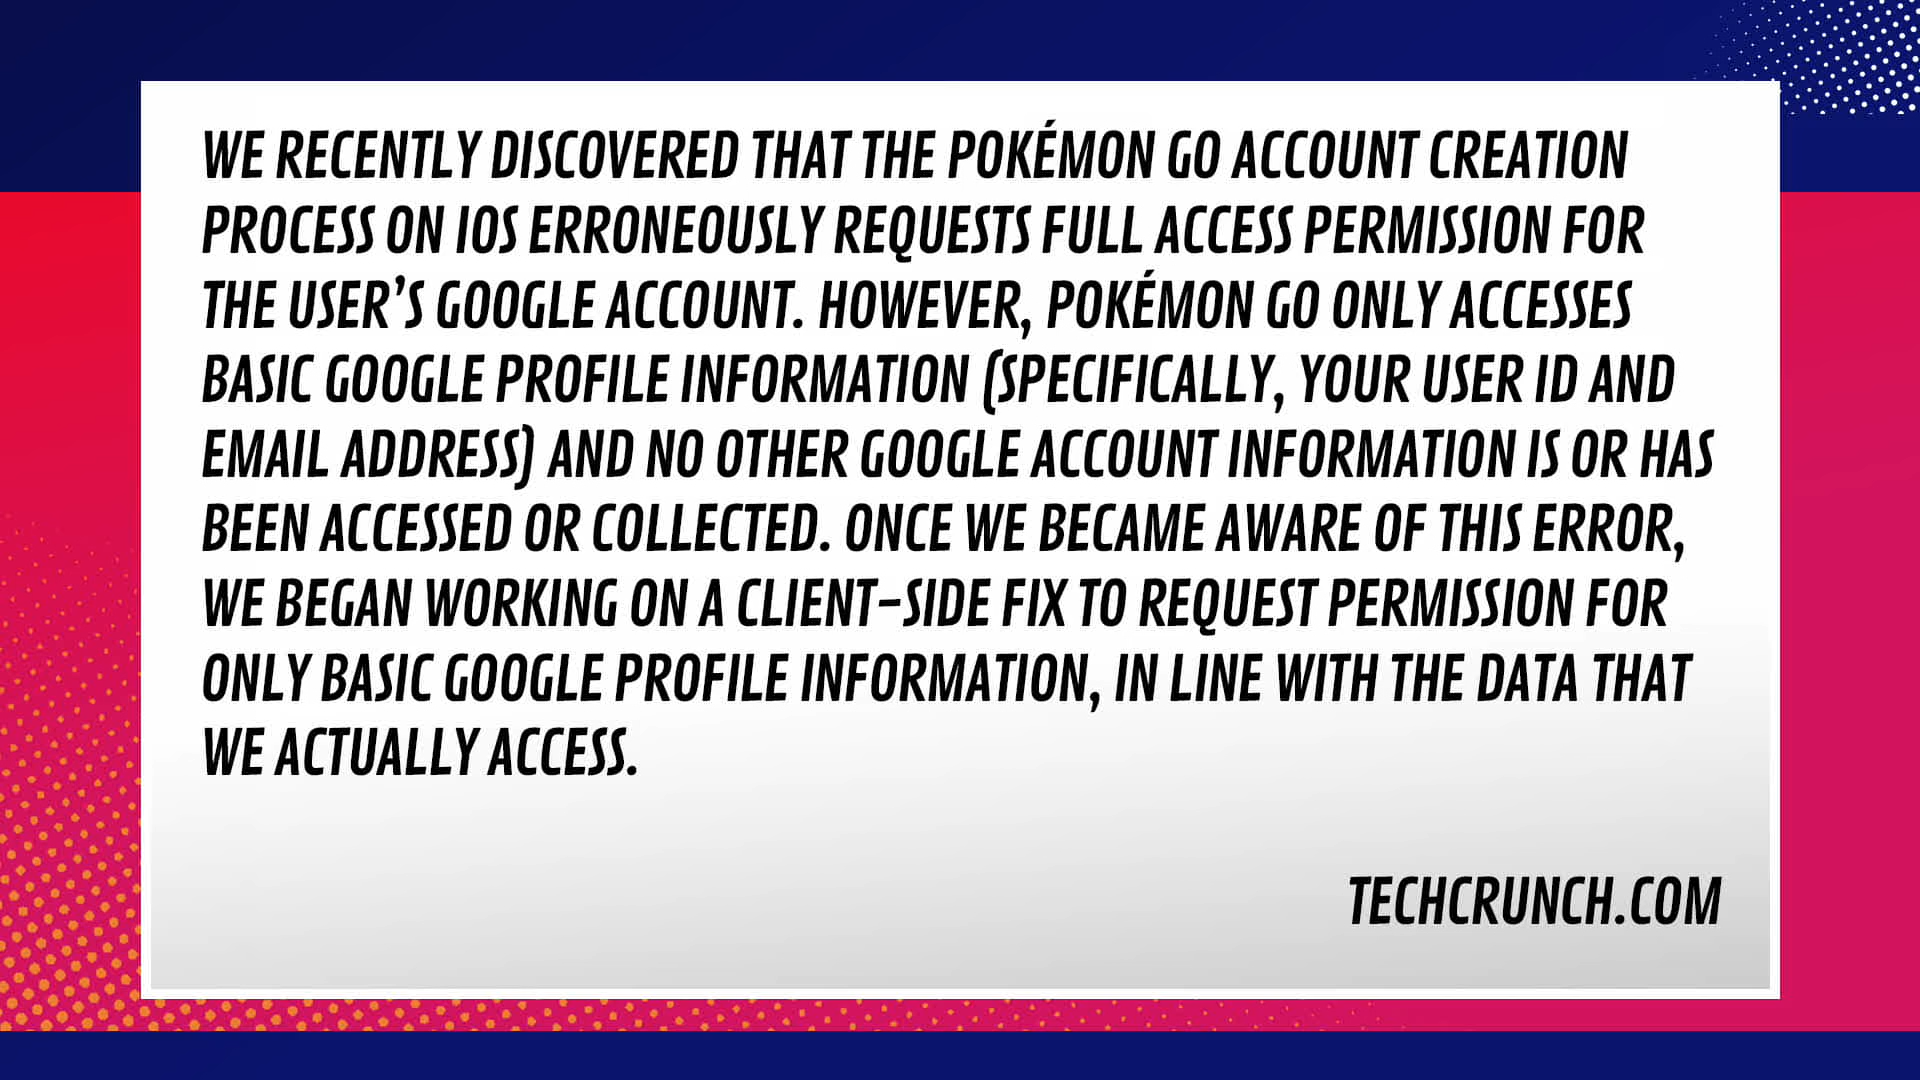 WE RECENTLY DISCOVERED THAT THE POKÉMON GO ACCOUNT CREATION
PROCESS ON IOS ERRONEOUSLY REQUESTS FULL ACCESS PERMISSION FOR
THE USER’S GOOGLE ACCOUNT. HOWEVER, POKÉMON GO ONLY ACCESSES
BASIC GOOGLE PROFILE INFORMATION (SPECIFICALLY, YOUR USER ID AND
EMAIL ADDRESS) AND NO OTHER GOOGLE ACCOUNT INFORMATION IS OR HAS
BEEN ACCESSED OR COLLECTED. ONCE WE BECAME AWARE OF THIS ERROR,
WE BEGAN WORKING ON A CLIENT-SIDE FIX TO REQUEST PERMISSION FOR
ONLY BASIC GOOGLE PROFILE INFORMATION, IN LINE WITH THE DATA THAT
WE ACTUALLY ACCESS.
TECHCRUNCH.COM